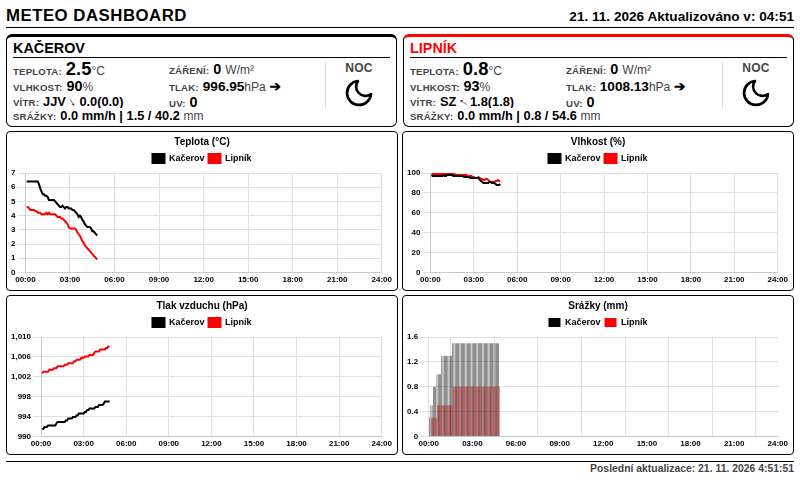 METEO DASHBOARD
21. 11. 2026 Aktualizováno v: 04:51
KAČEROV
TEPLOTA: 2.5°C
VLHKOST: 90%
VÍTR: JJV ↓ 0.0(0.0)
SRÁŽKY: 0.0 mm/h | 1.5 / 40.2 mm
ZÁŘENÍ: 0 W/m²
TLAK: 996.95hPa ➔
UV: 0
NOC
LIPNÍK
TEPLOTA: 0.8°C
VLHKOST: 93%
VÍTR: SZ ↑ 1.8(1.8)
SRÁŽKY: 0.0 mm/h | 0.8 / 54.6 mm
ZÁŘENÍ: 0 W/m²
TLAK: 1008.13hPa ➔
UV: 0
NOC
Teplota (°C)
Kačerov Lipník
7
6
5
4
3
2
1
0
00:00 03:00 06:00 09:00 12:00 15:00 18:00 21:00 24:00
Vlhkost (%)
Kačerov Lipník
100
80
60
40
20
0
00:00 03:00 06:00 09:00 12:00 15:00 18:00 21:00 24:00
Tlak vzduchu (hPa)
Kačerov Lipník
1,010
1,006
1,002
998
994
990
00:00 03:00 06:00 09:00 12:00 15:00 18:00 21:00 24:00
Srážky (mm)
Kačerov Lipník
1.6
1.2
0.8
0.4
0
00:00 03:00 06:00 09:00 12:00 15:00 18:00 21:00 24:00
Poslední aktualizace: 21. 11. 2026 4:51:51